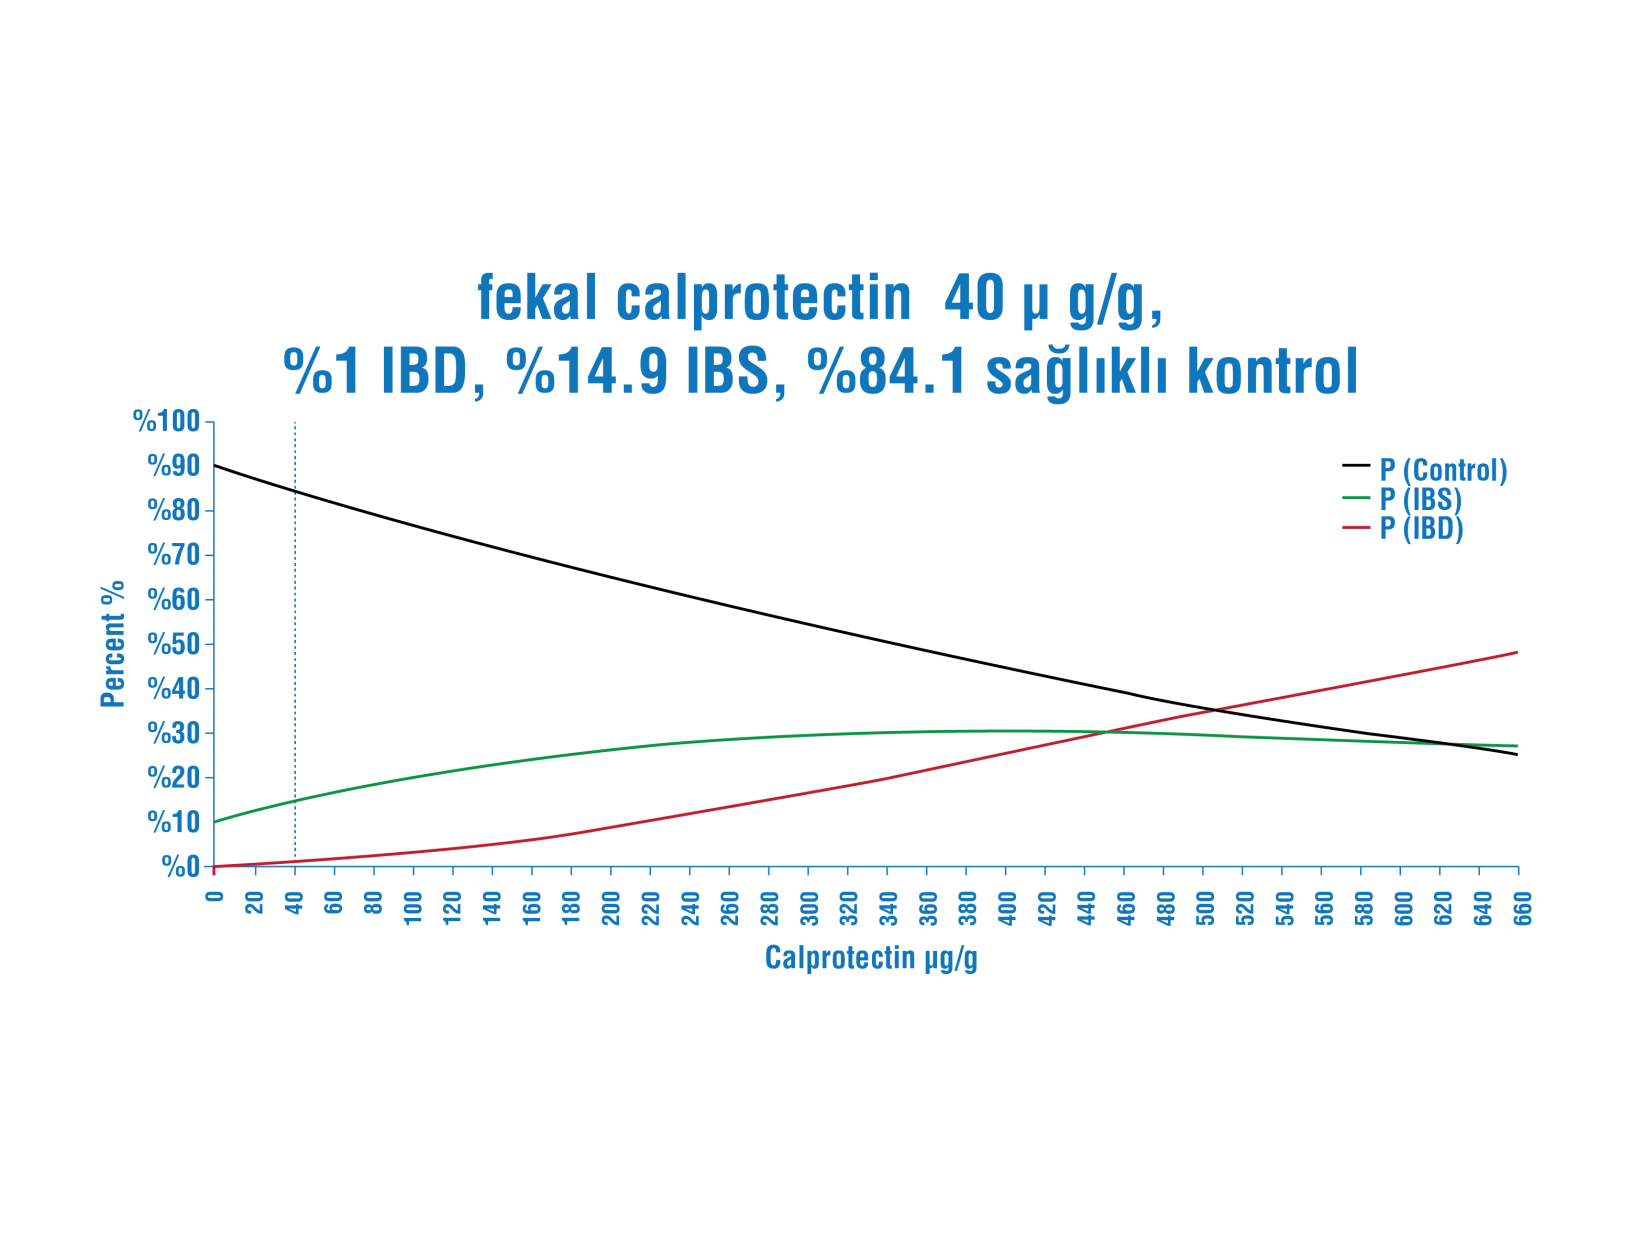 fekal calprotectin  40 µ g/g,
%1 IBD, %14.9 IBS, %84.1 sağlıklı kontrol
%100
%90
%80
%70
%60
%50
%40
%30
%20
%10
%0
Percent %
P (Control)
P (IBS)
P (IBD)
0 20 40 60 80 100 120 140 160 180 200 220 240 260 280 300 320 340 360 380 400 420 440 460 480 500 520 540 560 580 600 620 640 660
Calprotectin µg/g